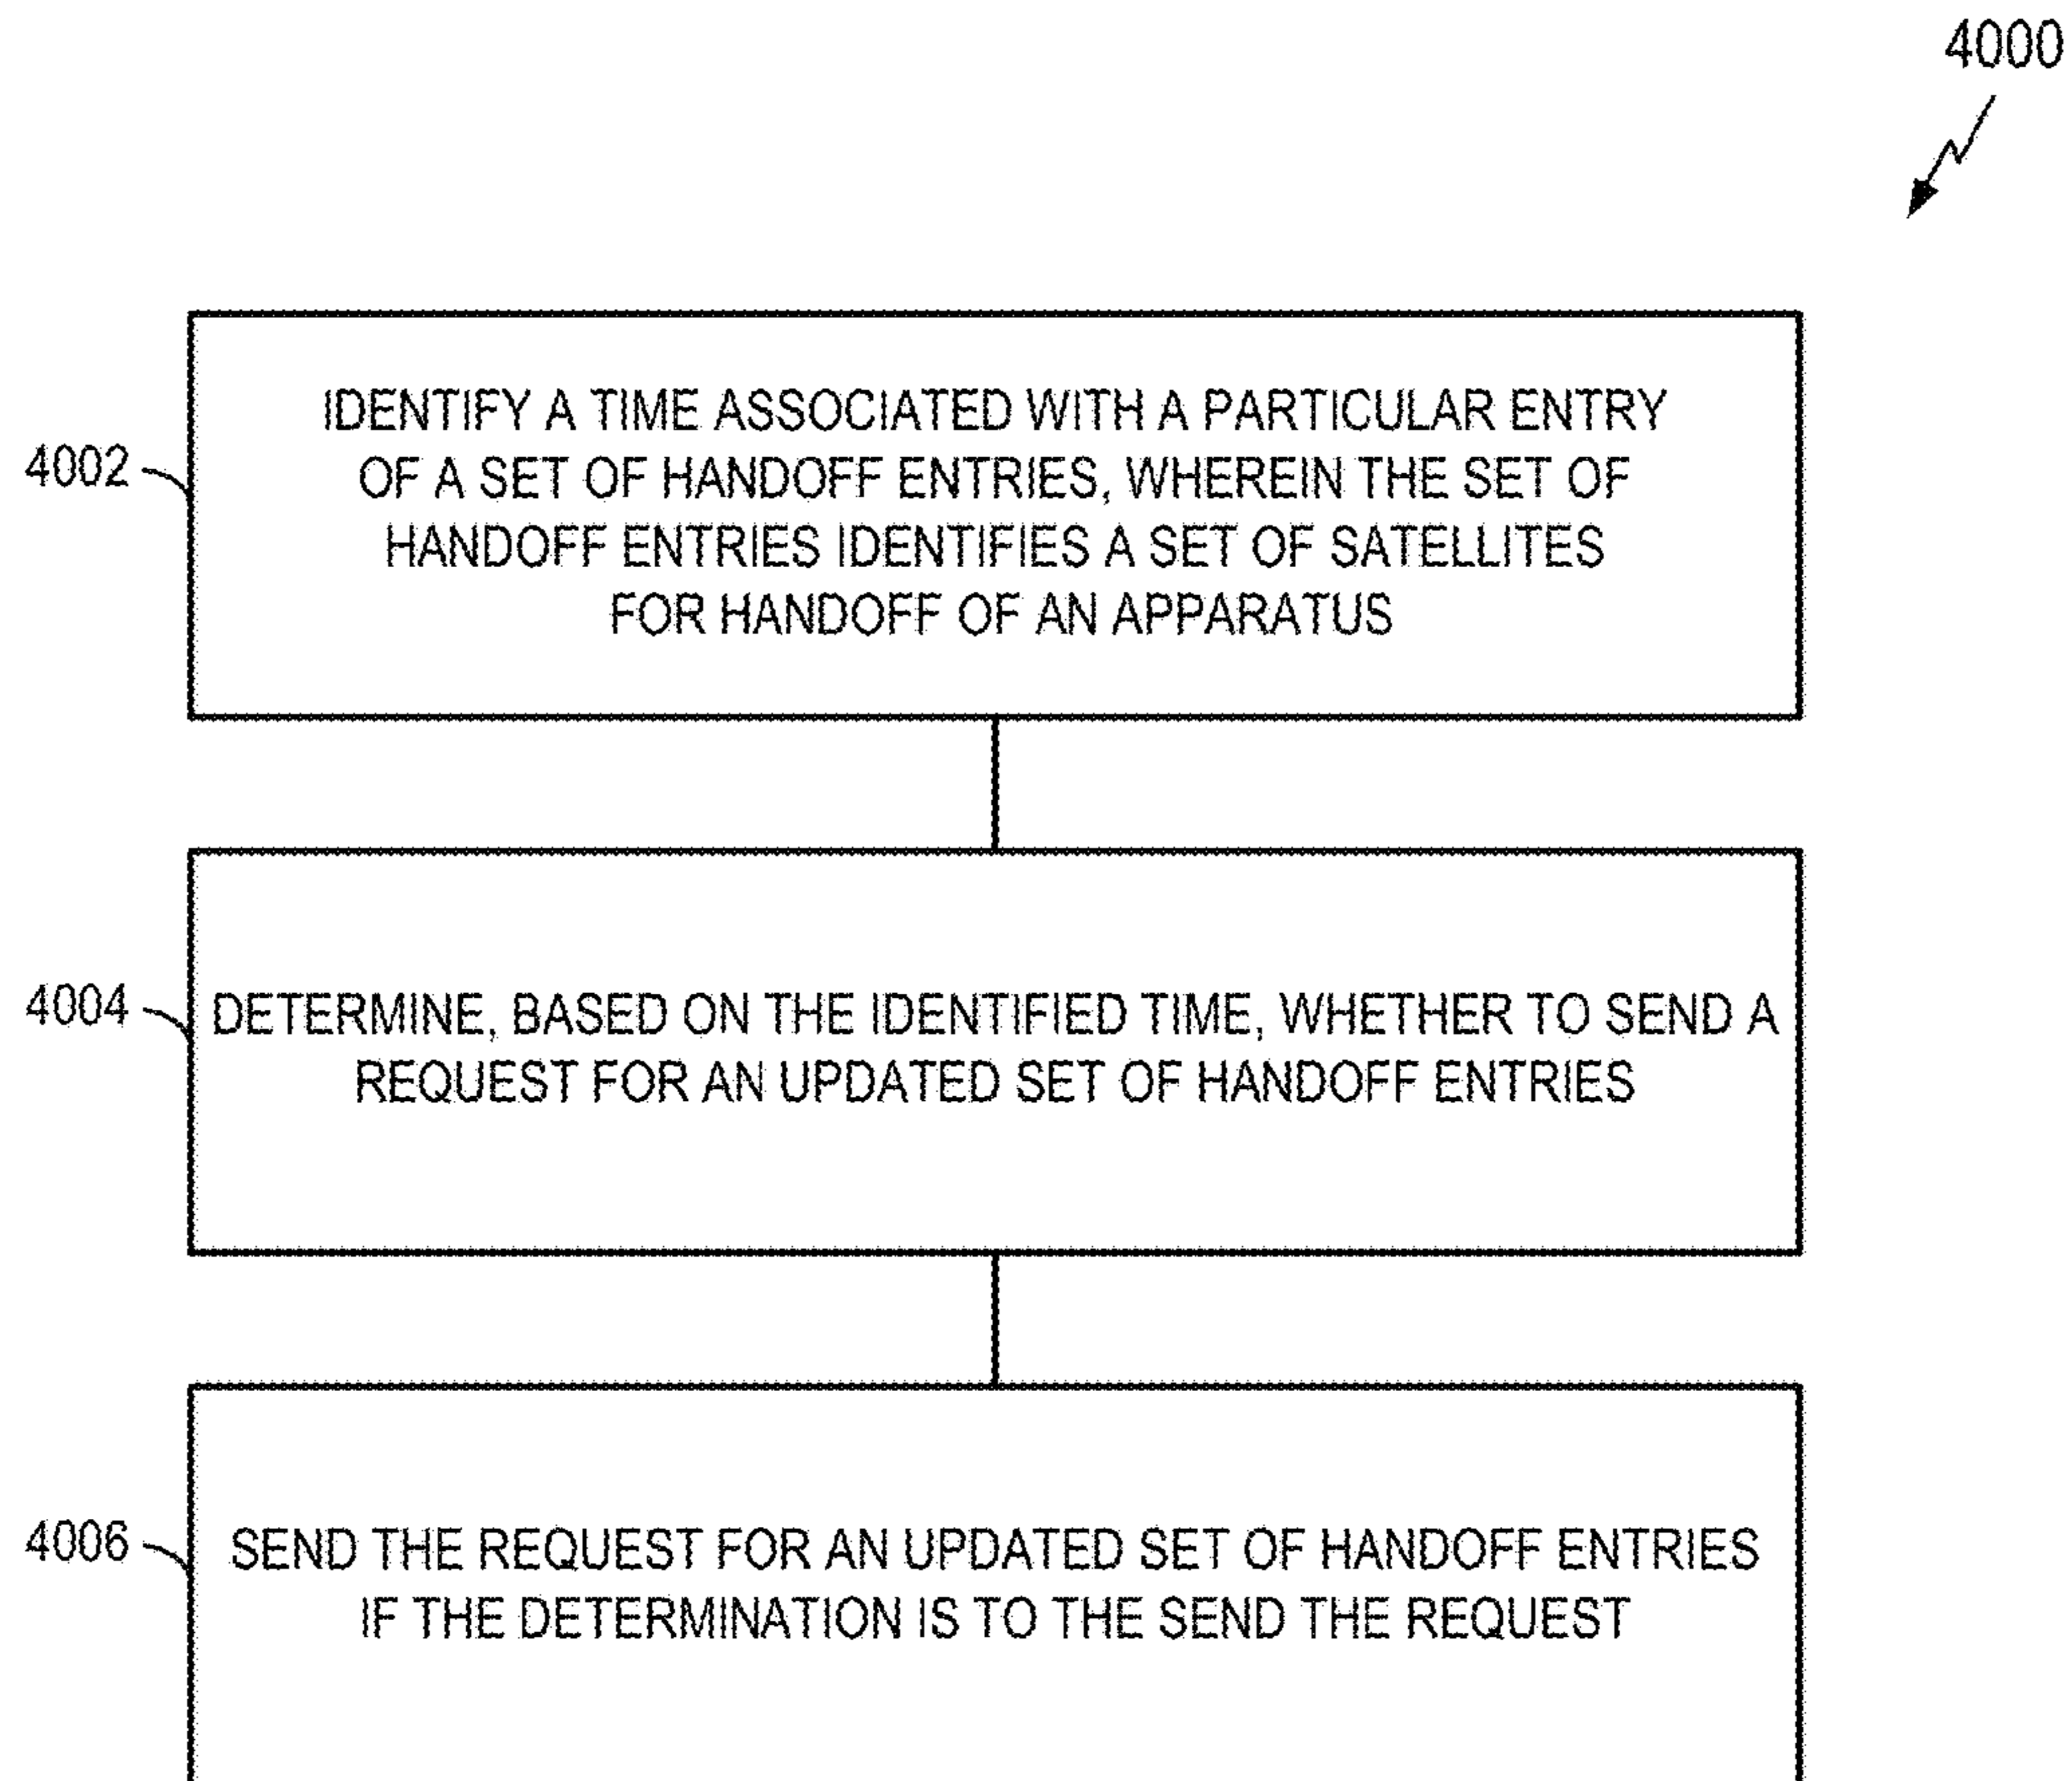 4000
4002
IDENTIFY A TIME ASSOCIATED WITH A PARTICULAR ENTRY
OF A SET OF HANDOFF ENTRIES, WHEREIN THE SET OF
HANDOFF ENTRIES IDENTIFIES A SET OF SATELLITES
FOR HANDOFF OF AN APPARATUS
4004
DETERMINE, BASED ON THE IDENTIFIED TIME, WHETHER TO SEND A
REQUEST FOR AN UPDATED SET OF HANDOFF ENTRIES
4006
SEND THE REQUEST FOR AN UPDATED SET OF HANDOFF ENTRIES
IF THE DETERMINATION IS TO THE SEND THE REQUEST